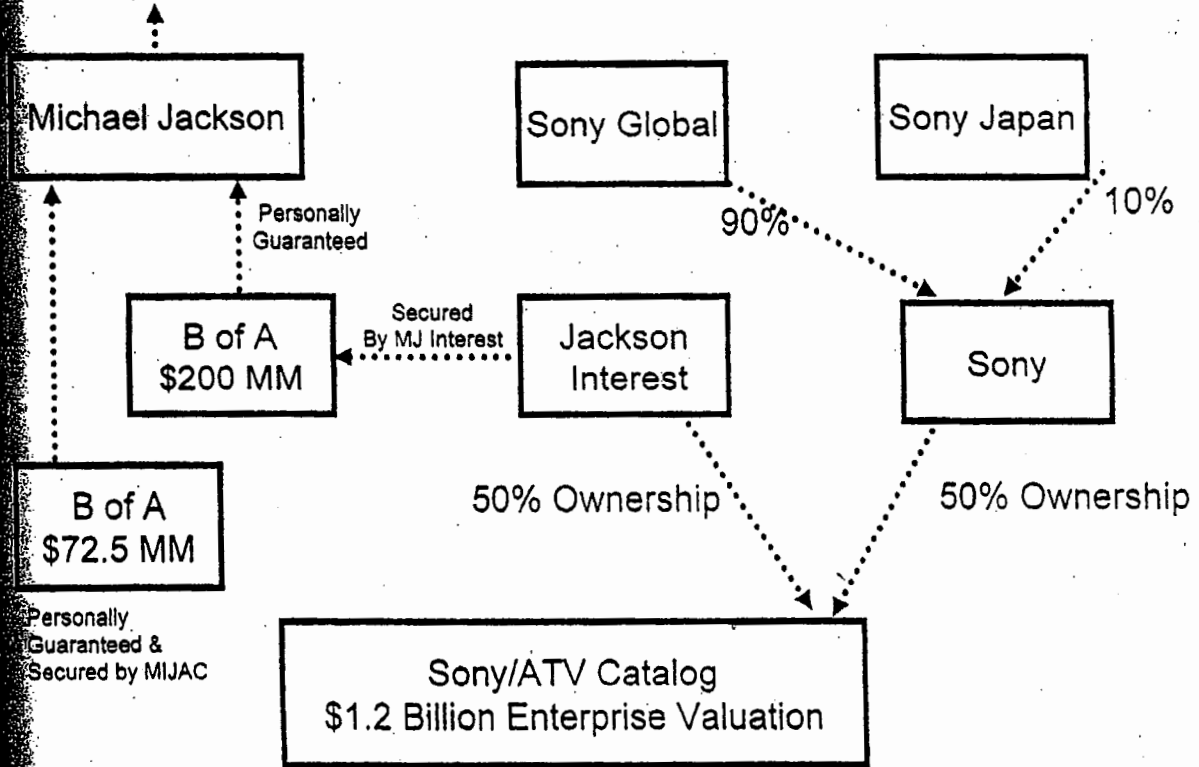 Michael Jackson
Sony Global
Sony Japan
Personally
Guaranteed
90%
10%
B of A
$200 MM
Secured
By MJ Interest
Jackson
Interest
Sony
B of A
$72.5 MM
50% Ownership
50% Ownership
Personally
Guaranteed &
Secured by MIJAC
Sony/ATV Catalog
$1.2 Billion Enterprise Valuation